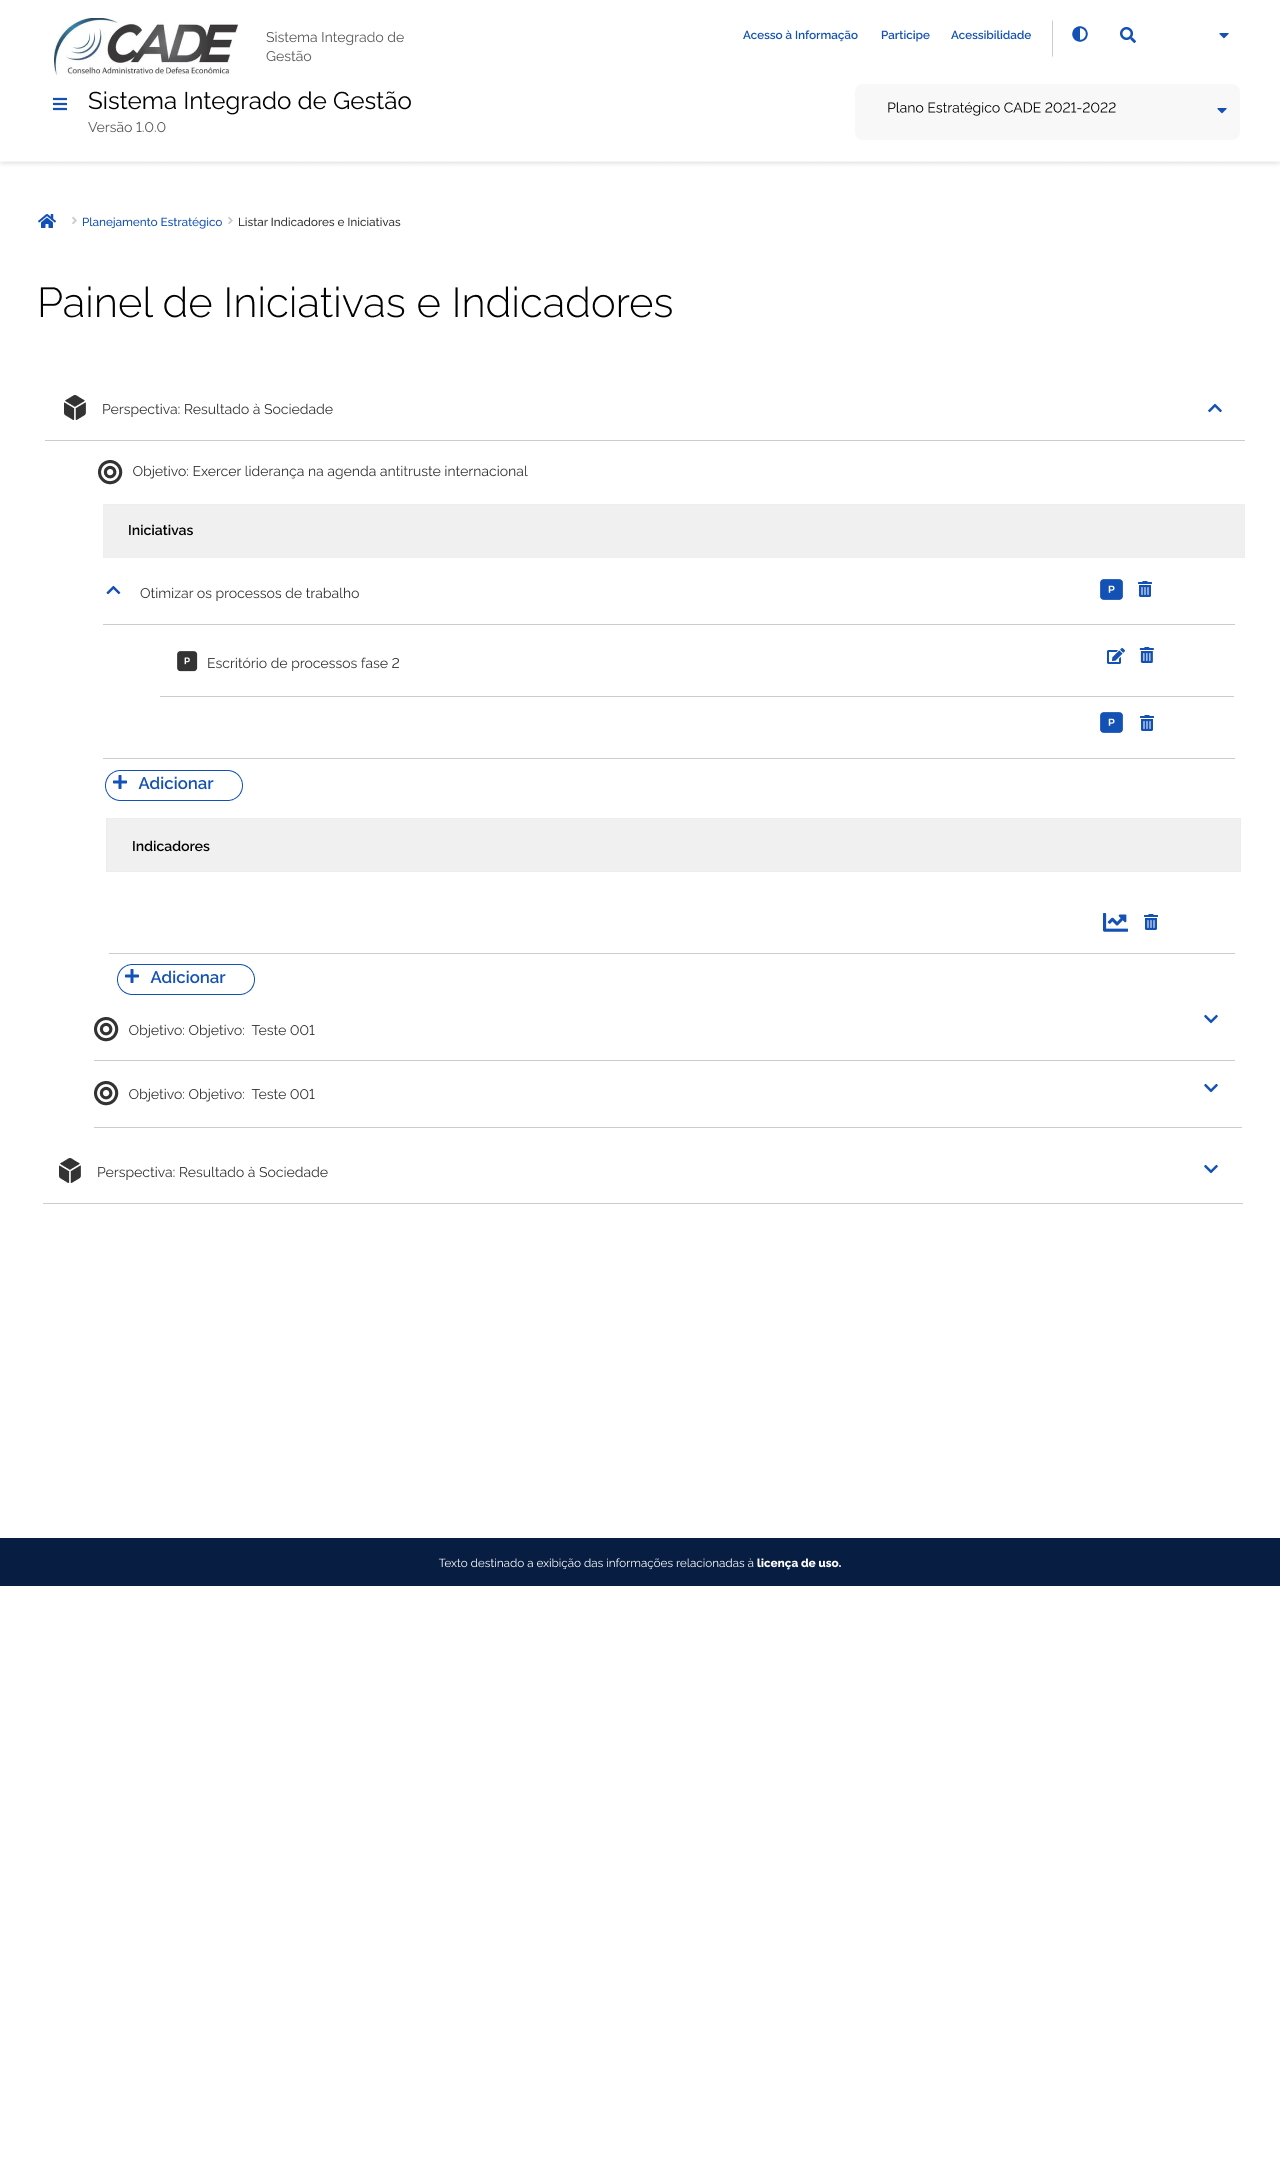 CADE
Conselho Administrativo de Defesa Econômica
Sistema Integrado de
Gestão
Acesso à Informação Participe Acessibilidade
Sistema Integrado de Gestão
Versão 1.0.0
Plano Estratégico CADE 2021-2022
Planejamento Estratégico Listar Indicadores e Iniciativas
Painel de Iniciativas e Indicadores
Perspectiva: Resultado à Sociedade
Objetivo: Exercer liderança na agenda antitruste internacional
Iniciativas
Otimizar os processos de trabalho P
P Escritório de processos fase 2
P
Adicionar
Indicadores
Adicionar
Objetivo: Objetivo: Teste 001
Objetivo: Objetivo: Teste 001
Perspectiva: Resultado à Sociedade
Texto destinado a exibição das informações relacionadas à licença de uso.